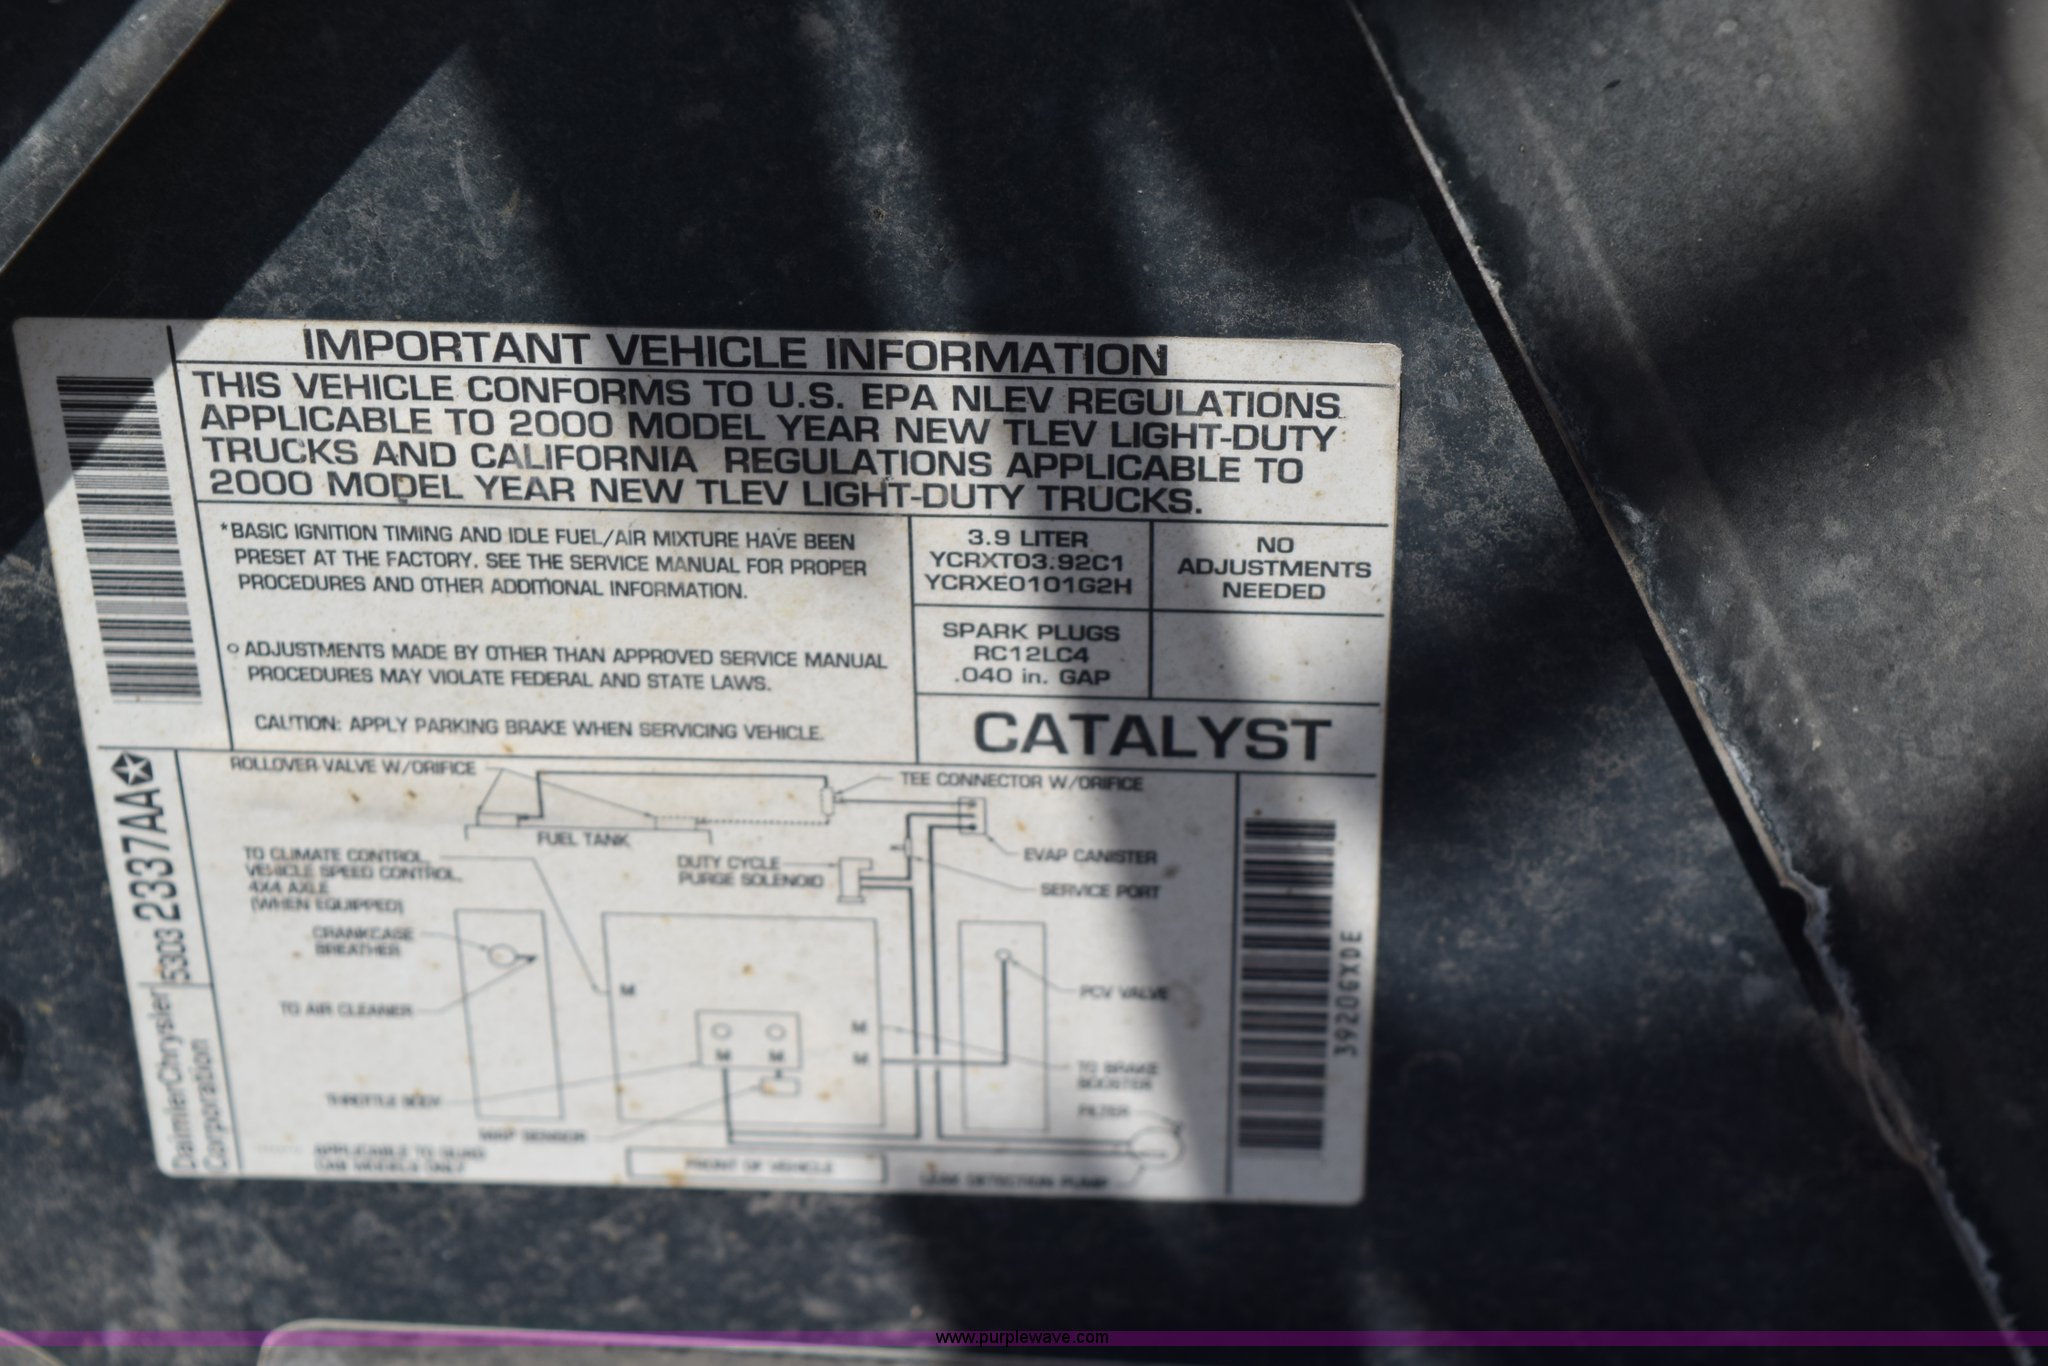 IMPORTANT VEHICLE INFORMATION
THIS VEHICLE CONFORMS TO U.S. EPA NLEV REGULATIONS
APPLICABLE TO 2000 MODEL YEAR NEW TLEV LIGHT-DUTY
TRUCKS AND CALIFORNIA REGULATIONS APPLICABLE TO
2000 MODEL YEAR NEW TLEV LIGHT-DUTY TRUCKS.
*BASIC IGNITION TIMING AND IDLE FUEL/AIR MIXTURE HAVE BEEN
PRESET AT THE FACTORY. SEE THE SERVICE MANUAL FOR PROPER
PROCEDURES AND OTHER ADDITIONAL INFORMATION.
o ADJUSTMENTS MADE BY OTHER THAN APPROVED SERVICE MANUAL
PROCEDURES MAY VIOLATE FEDERAL AND STATE LAWS.
CAUTION: APPLY PARKING BRAKE WHEN SERVICING VEHICLE.
3.9 LITER
YCRXT03.92C1
YCRXE0101G2H
NO
ADJUSTMENTS
NEEDED
SPARK PLUGS
RC12LC4
.040 in. GAP
CATALYST
ROLLOVER VALVE W/ORIFICE
TEE CONNECTOR W/ORIFICE
FUEL TANK
TO CLIMATE CONTROL,
VEHICLE SPEED CONTROL,
4X4 AXLE
(WHEN EQUIPPED)
DUTY CYCLE
PURGE SOLENOID
EVAP CANISTER
SERVICE PORT
CRANKCASE
BREATHER
TO AIR CLEANER
M
PCV VALVE
M
M
M
M
TO BRAKE
BOOSTER
THROTTLE BODY
FILTER
MAP SENSOR
APPLICABLE TO QUAD
CAB MODELS ONLY
FRONT OF VEHICLE
LEAK DETECTION PUMP
DaimlerChrysler
Corporation
53032337AA
3920GXDE
www.purplewave.com